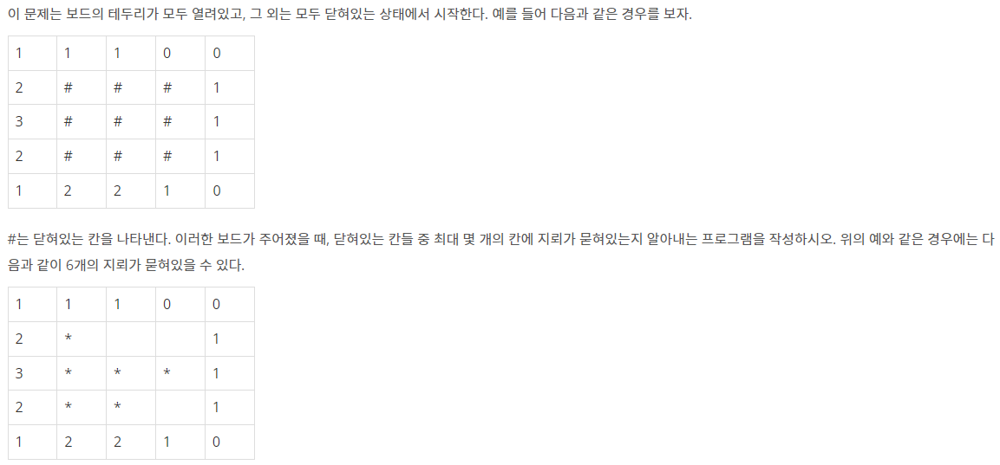 이 문제는 보드의 테두리가 모두 열려있고, 그 외는 모두 닫혀있는 상태에서 시작한다. 예를 들어 다음과 같은 경우를 보자.
1 1 1 0 0
2 # # # 1
3 # # # 1
2 # # # 1
1 2 2 1 0
#는 닫혀있는 칸을 나타낸다. 이러한 보드가 주어졌을 때, 닫혀있는 칸들 중 최대 몇 개의 칸에 지뢰가 묻혀있는지 알아내는 프로그램을 작성하시오. 위의 예와 같은 경우에는 다
음과 같이 6개의 지뢰가 묻혀있을 수 있다.
1 1 1 0 0
2 * 1
3 * * * 1
2 * * 1
1 2 2 1 0